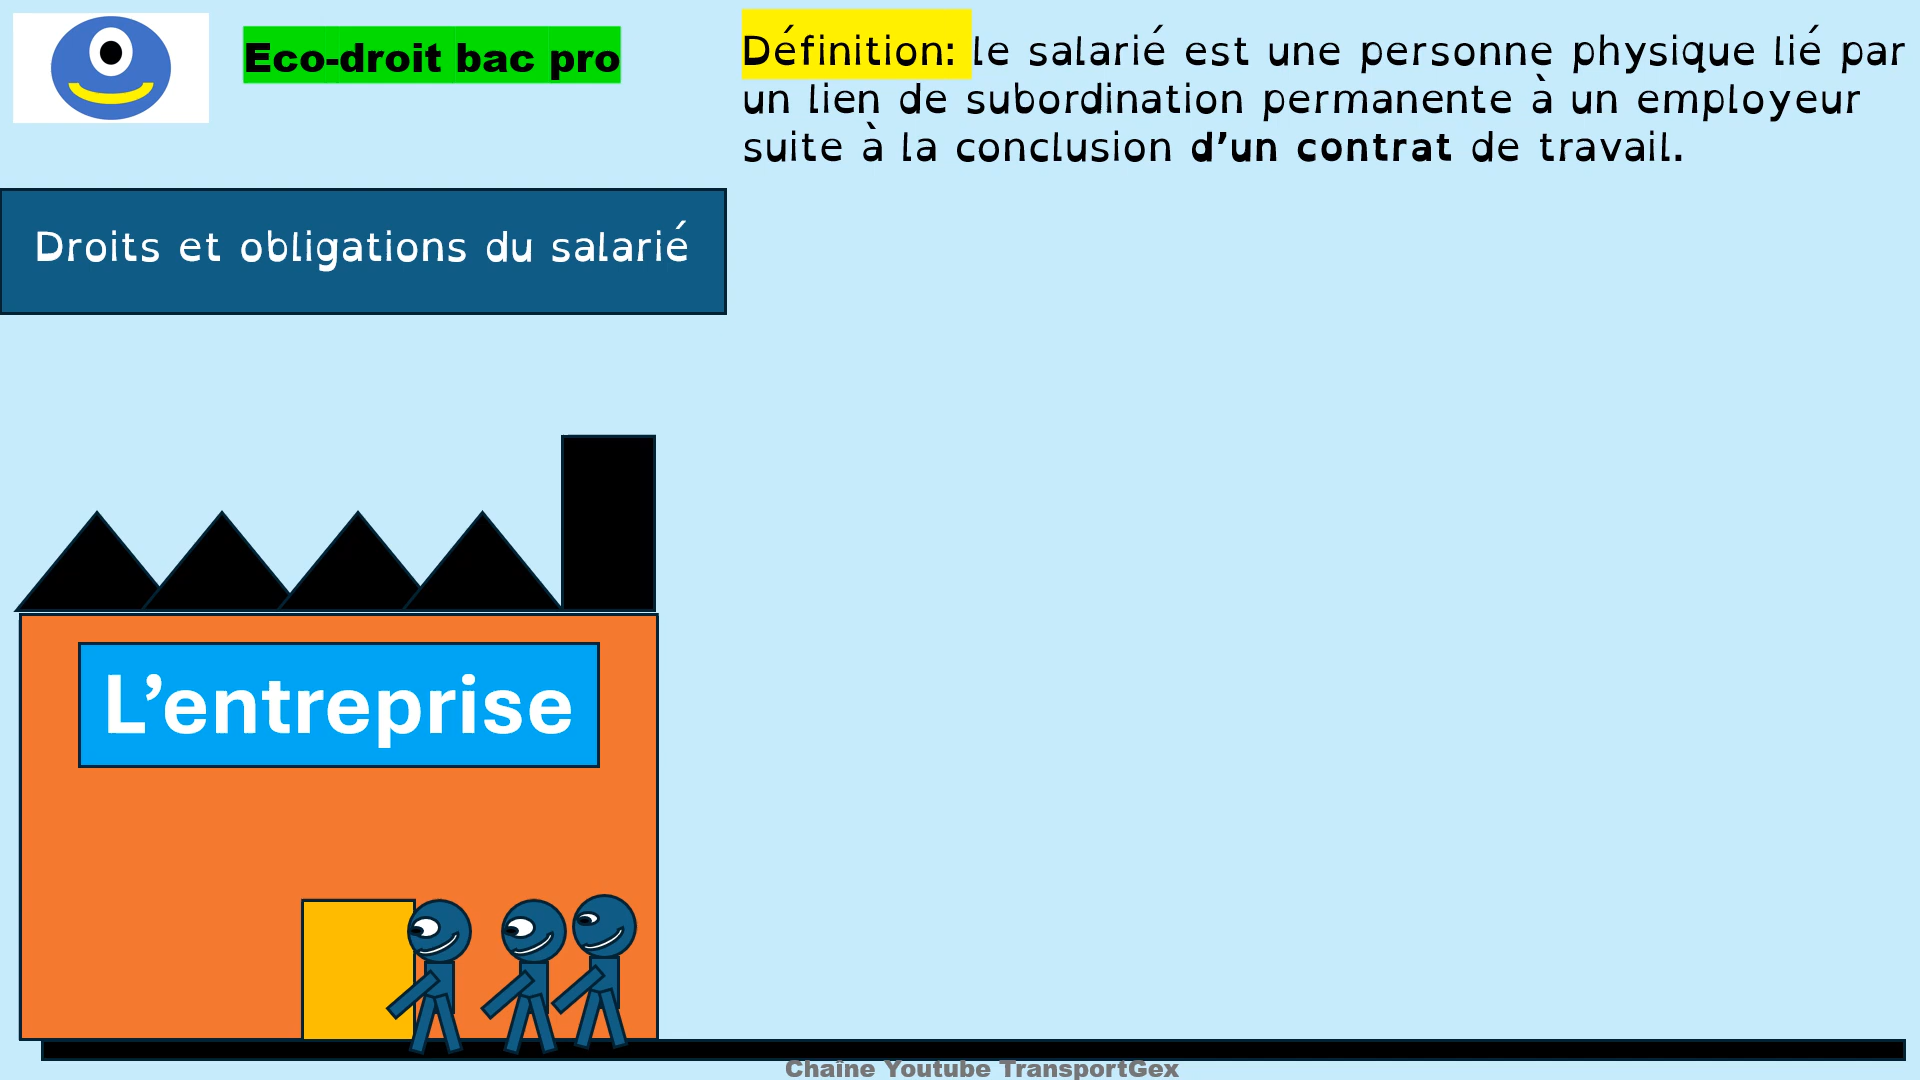 Eco-droit bac pro
Définition: le salarié est une personne physique lié par
un lien de subordination permanente à un employeur
suite à la conclusion d’un contrat de travail.
Droits et obligations du salarié
L’entreprise
Chaîne Youtube TransportGex